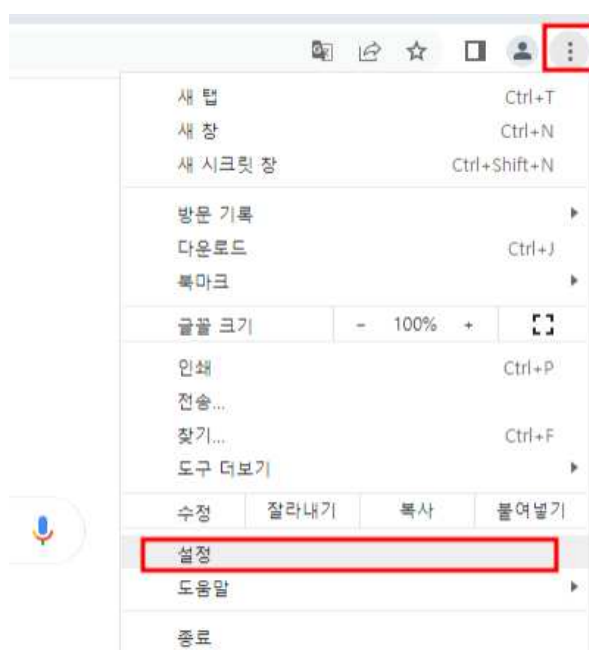 새 탭 Ctrl+T
새 창 Ctrl+N
새 시크릿 창 Ctrl+Shift+N
방문 기록
다운로드 Ctrl+J
북마크
글꼴 크기 - 100% +
인쇄 Ctrl+P
전송...
찾기... Ctrl+F
도구 더보기
수정 잘라내기 복사 붙여넣기
설정
도움말
종료